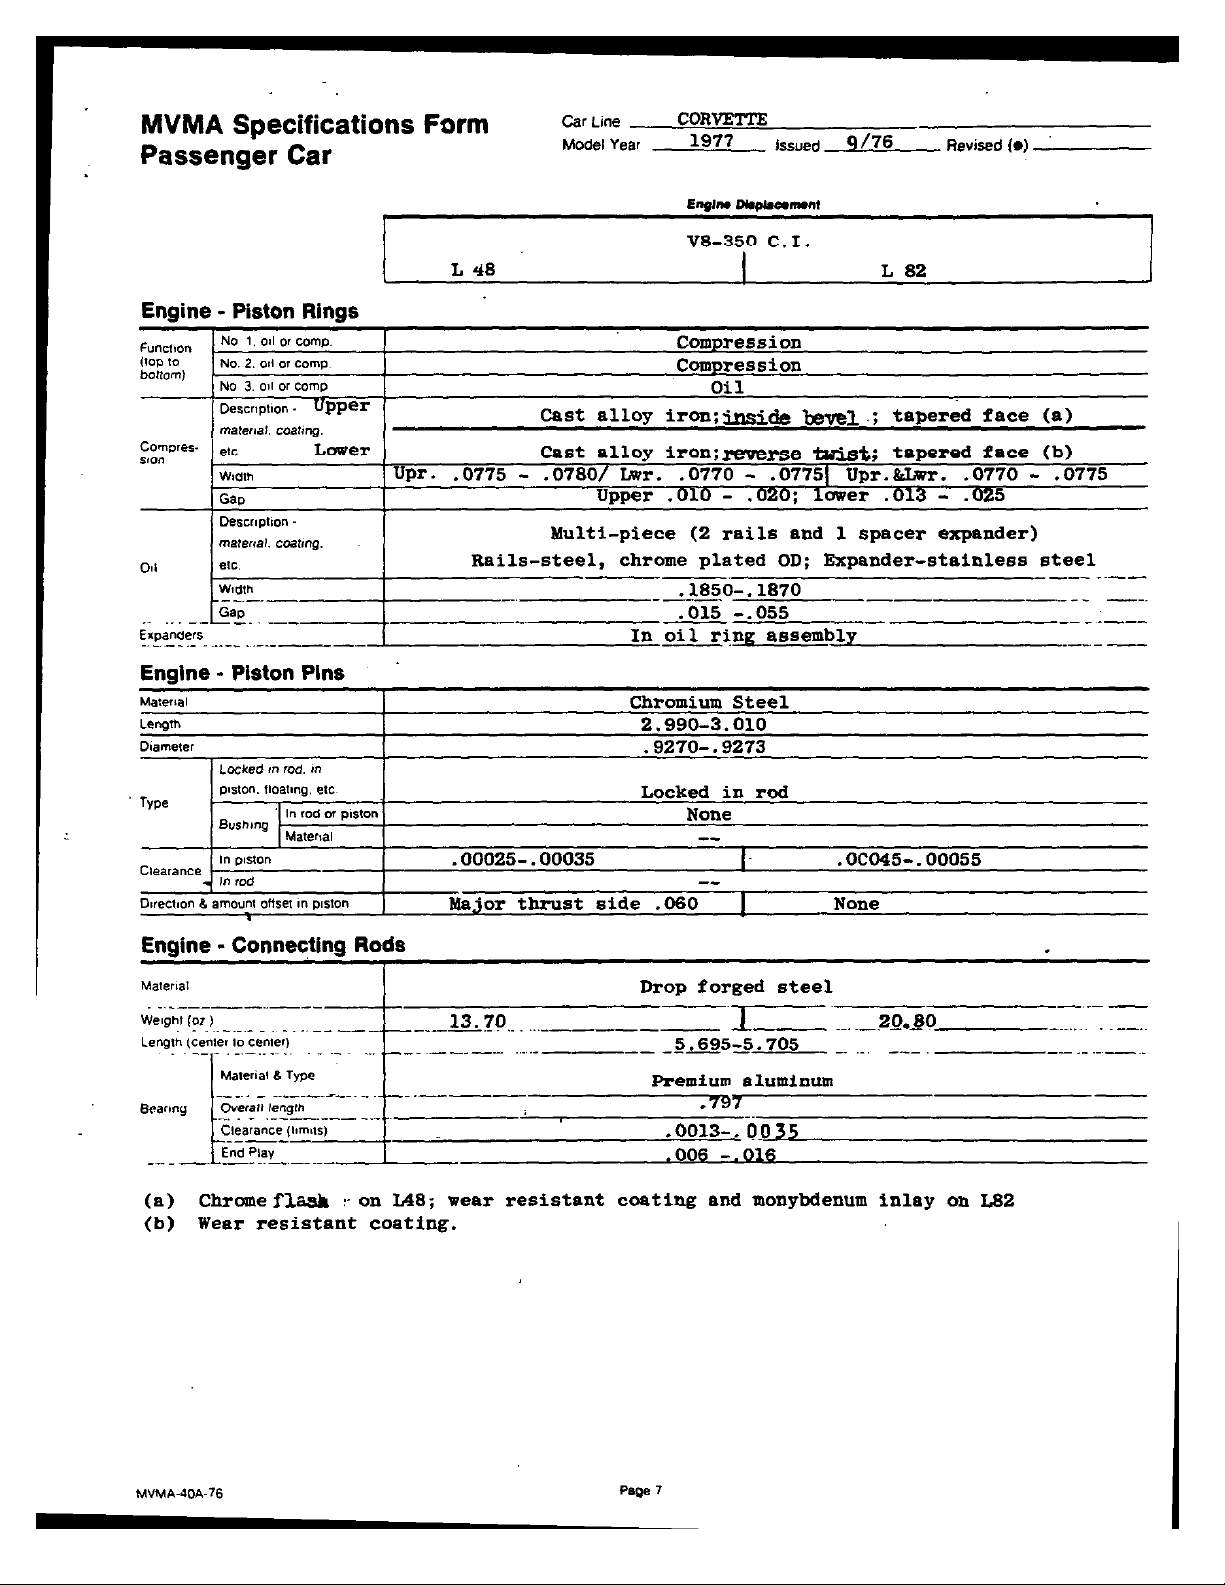 MVMA Specifications Form
Passenger Car
Car Line CORVETTE
Model Year 1977 Issued 9/76 Revised (•)
Engine Displacement
V8-350 C.I.
L 48 L 82
Engine - Piston Rings
Function (top to bottom)
No 1, oil or comp. Compression
No. 2. oil or comp. Compression
No 3. oil or comp Oil
Compression
Description - Upper
material, coating, Cast alloy iron; inside bevel ; tapered face (a)
etc. Lower Cast alloy iron; reverse twist; tapered face (b)
Width Upr. .0775 - .0780/ Lwr. .0770 - .0775| Upr.&Lwr. .0770 - .0775
Gap Upper .010 - .020; lower .013 - .025
Oil
Description - Multi-piece (2 rails and 1 spacer expander)
material, coating,
etc. Rails-steel, chrome plated OD; Expander-stainless steel
Width .1850-.1870
Gap .015 -.055
Expanders In oil ring assembly
Engine - Piston Pins
Material Chromium Steel
Length 2.990-3.010
Diameter .9270-.9273
Type
Locked in rod, in
piston, floating, etc. Locked in rod
Bushing
In rod or piston None
Material --
Clearance
In piston .00025-.00035 .0C045-.00055
In rod --
Direction & amount offset in piston Major thrust side .060 None
Engine - Connecting Rods
Material Drop forged steel
Weight (oz ) 13.70 20.80
Length (center to center) 5.695-5.705
Bearing
Material & Type Premium aluminum
Overall length .797
Clearance (limits) .0013-.0035
End Play .006 -.016
(a) Chrome flash on L48; wear resistant coating and monybdenum inlay on L82
(b) Wear resistant coating.
MVMA-40A-76 Page 7